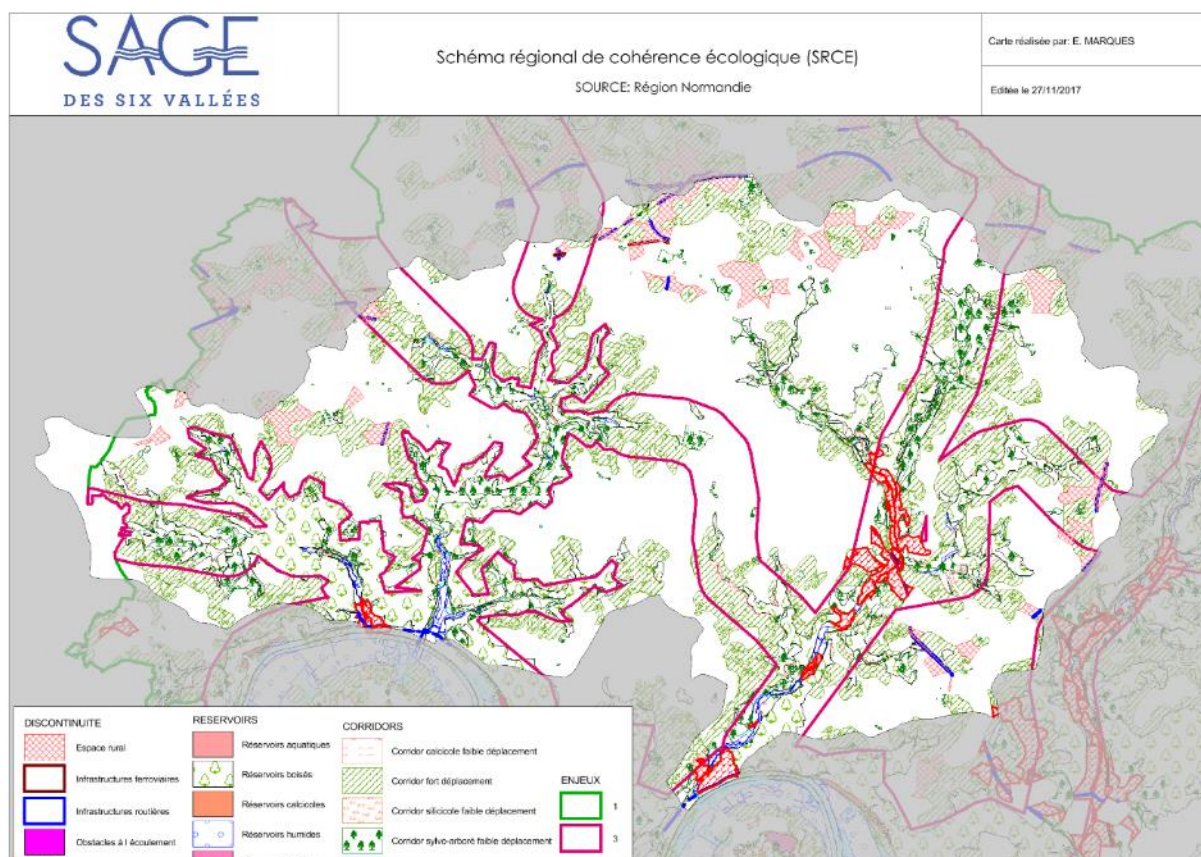 SAGE
DES SIX VALLÉES
Schéma régional de cohérence écologique (SRCE)
SOURCE: Région Normandie
Carte réalisée par: E. MARQUES
Editée le 27/11/2017
DISCONTINUITE
Espace rural
Infrastructures ferroviaires
Infrastructures routières
Obstacles à l écoulement
RESERVOIRS
Réservoirs aquatiques
Réservoirs boisés
Réservoirs calcicoles
Réservoirs humides
CORRIDORS
Corridor calcicole faible déplacement
Corridor fort déplacement
Corridor silicicole faible déplacement
Corridor sylvo-arboré faible déplacement
ENJEUX
1
3